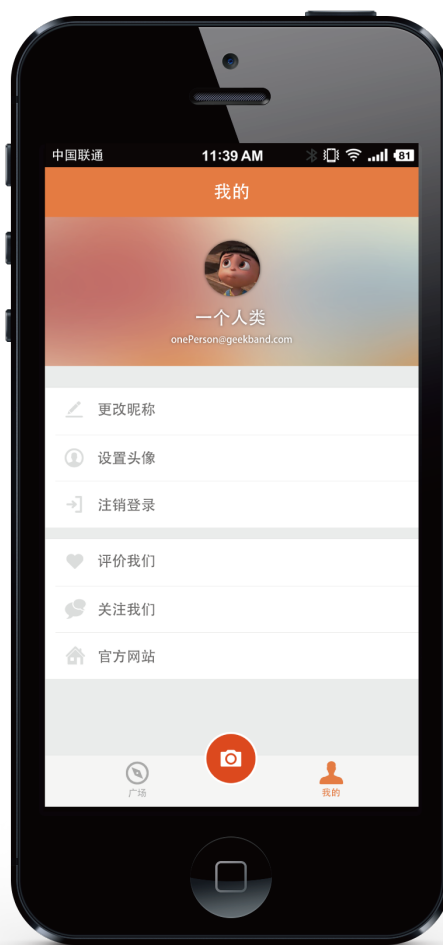 中国联通 11:39 AM 81
我的
一个人类
onePerson@geekband.com
更改昵称
设置头像
注销登录
评价我们
关注我们
官方网站
广场 我的